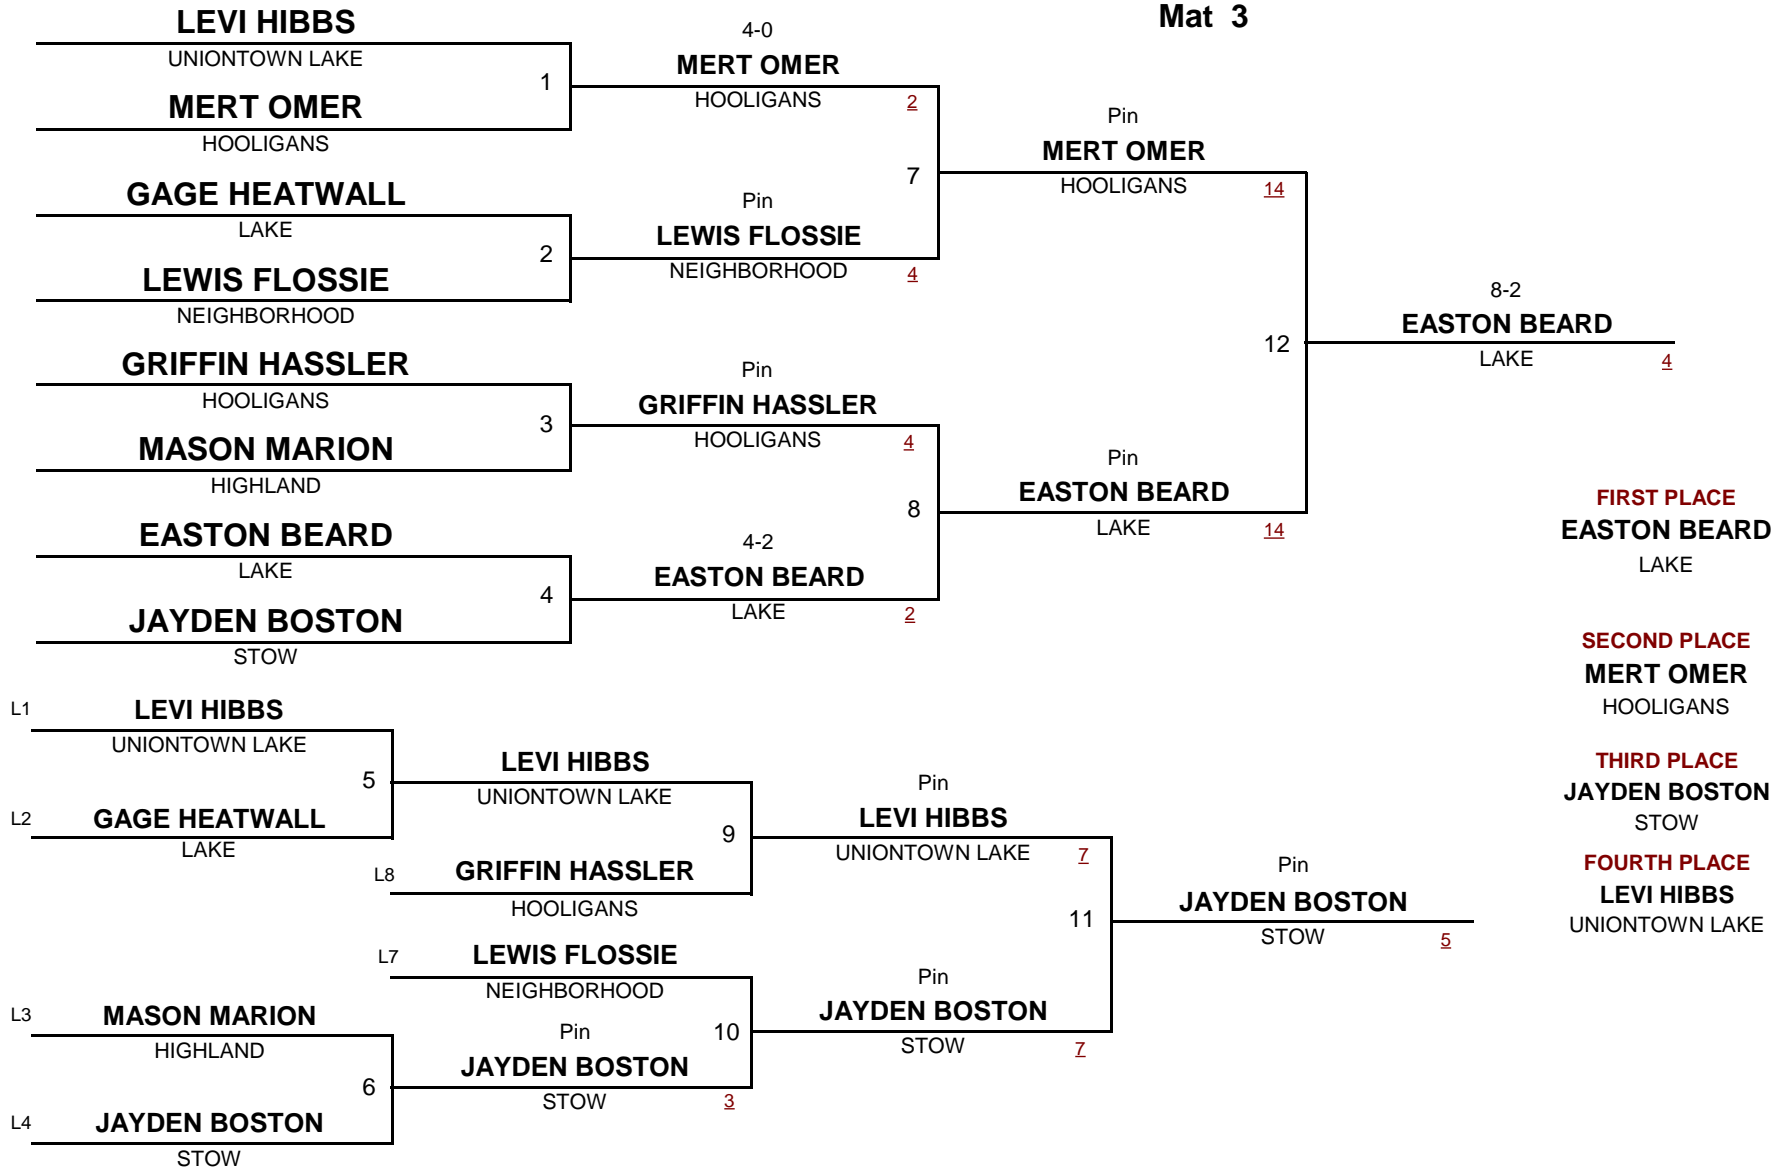 Mat 3
LEVI HIBBS
UNIONTOWN LAKE
1
MERT OMER
HOOLIGANS
GAGE HEATWALL
LAKE
2
LEWIS FLOSSIE
NEIGHBORHOOD
GRIFFIN HASSLER
HOOLIGANS
3
MASON MARION
HIGHLAND
EASTON BEARD
LAKE
4
JAYDEN BOSTON
STOW
4-0
MERT OMER
HOOLIGANS 2
7
Pin
LEWIS FLOSSIE
NEIGHBORHOOD 4
Pin
GRIFFIN HASSLER
HOOLIGANS 4
8
4-2
EASTON BEARD
LAKE 2
Pin
MERT OMER
HOOLIGANS 14
12
Pin
EASTON BEARD
LAKE 14
8-2
EASTON BEARD
LAKE 4
FIRST PLACE
EASTON BEARD
LAKE
SECOND PLACE
MERT OMER
HOOLIGANS
THIRD PLACE
JAYDEN BOSTON
STOW
FOURTH PLACE
LEVI HIBBS
UNIONTOWN LAKE
L1 LEVI HIBBS
UNIONTOWN LAKE
5
L2 GAGE HEATWALL
LAKE
L3 MASON MARION
HIGHLAND
6
L4 JAYDEN BOSTON
STOW
LEVI HIBBS
UNIONTOWN LAKE
9
L8 GRIFFIN HASSLER
HOOLIGANS
L7 LEWIS FLOSSIE
NEIGHBORHOOD
10
Pin
JAYDEN BOSTON
STOW 3
Pin
LEVI HIBBS
UNIONTOWN LAKE 7
11
Pin
JAYDEN BOSTON
STOW 7
Pin
JAYDEN BOSTON
STOW 5